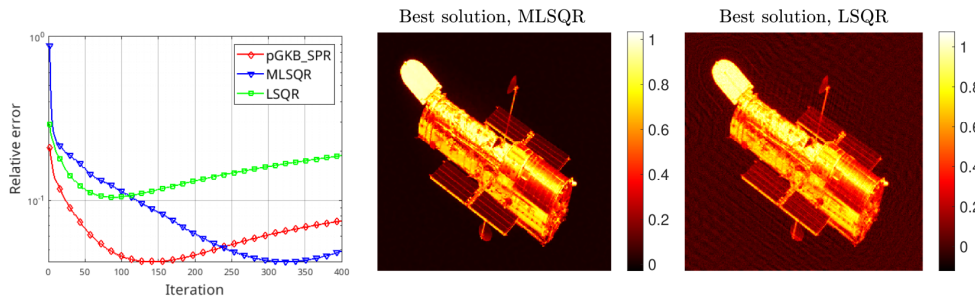 Best solution, MLSQR
Best solution, LSQR
10⁰
10⁻¹
Relative error
0 50 100 150 200 250 300 350 400
Iteration
pGKB_SPR
MLSQR
LSQR
1
0.8
0.6
0.4
0.2
0
1
0.8
0.6
0.4
0.2
0